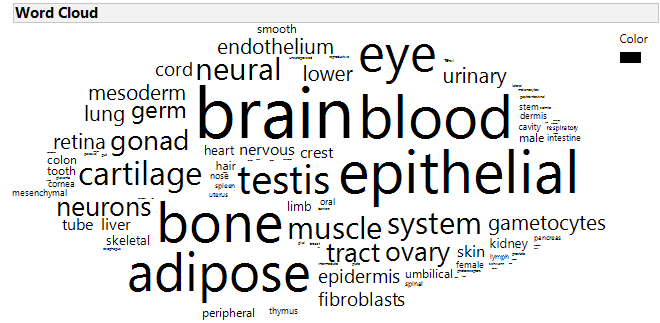 Word Cloud
Color
smooth
endothelium
eye
cord
neural
lower
urinary
mesoderm
brain
blood
stem
lung
germ
dermis
cavity
respiratory
male
intestine
retina
gonad
heart
nervous
crest
colon
tooth
cartilage
hair
nose
testis
epithelial
cornea
spleen
mesenchymal
uterus
neurons
bone
limb
oral
tube
liver
muscle
system
gametocytes
skeletal
tract
ovary
skin
kidney
pancreas
lymph
adipose
epidermis
umbilical
female
spinal
fibroblasts
peripheral
thymus